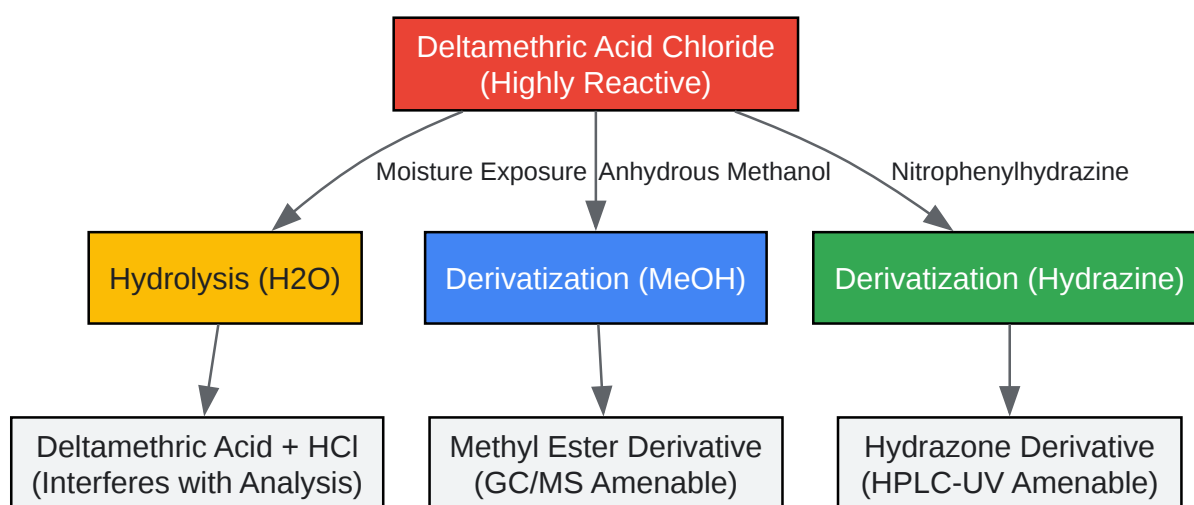 Deltamethric Acid Chloride
(Highly Reactive)
Moisture Exposure
Anhydrous Methanol
Nitrophenylhydrazine
Hydrolysis (H2O)
Derivatization (MeOH)
Derivatization (Hydrazine)
Deltamethric Acid + HCl
(Interferes with Analysis)
Methyl Ester Derivative
(GC/MS Amenable)
Hydrazone Derivative
(HPLC-UV Amenable)